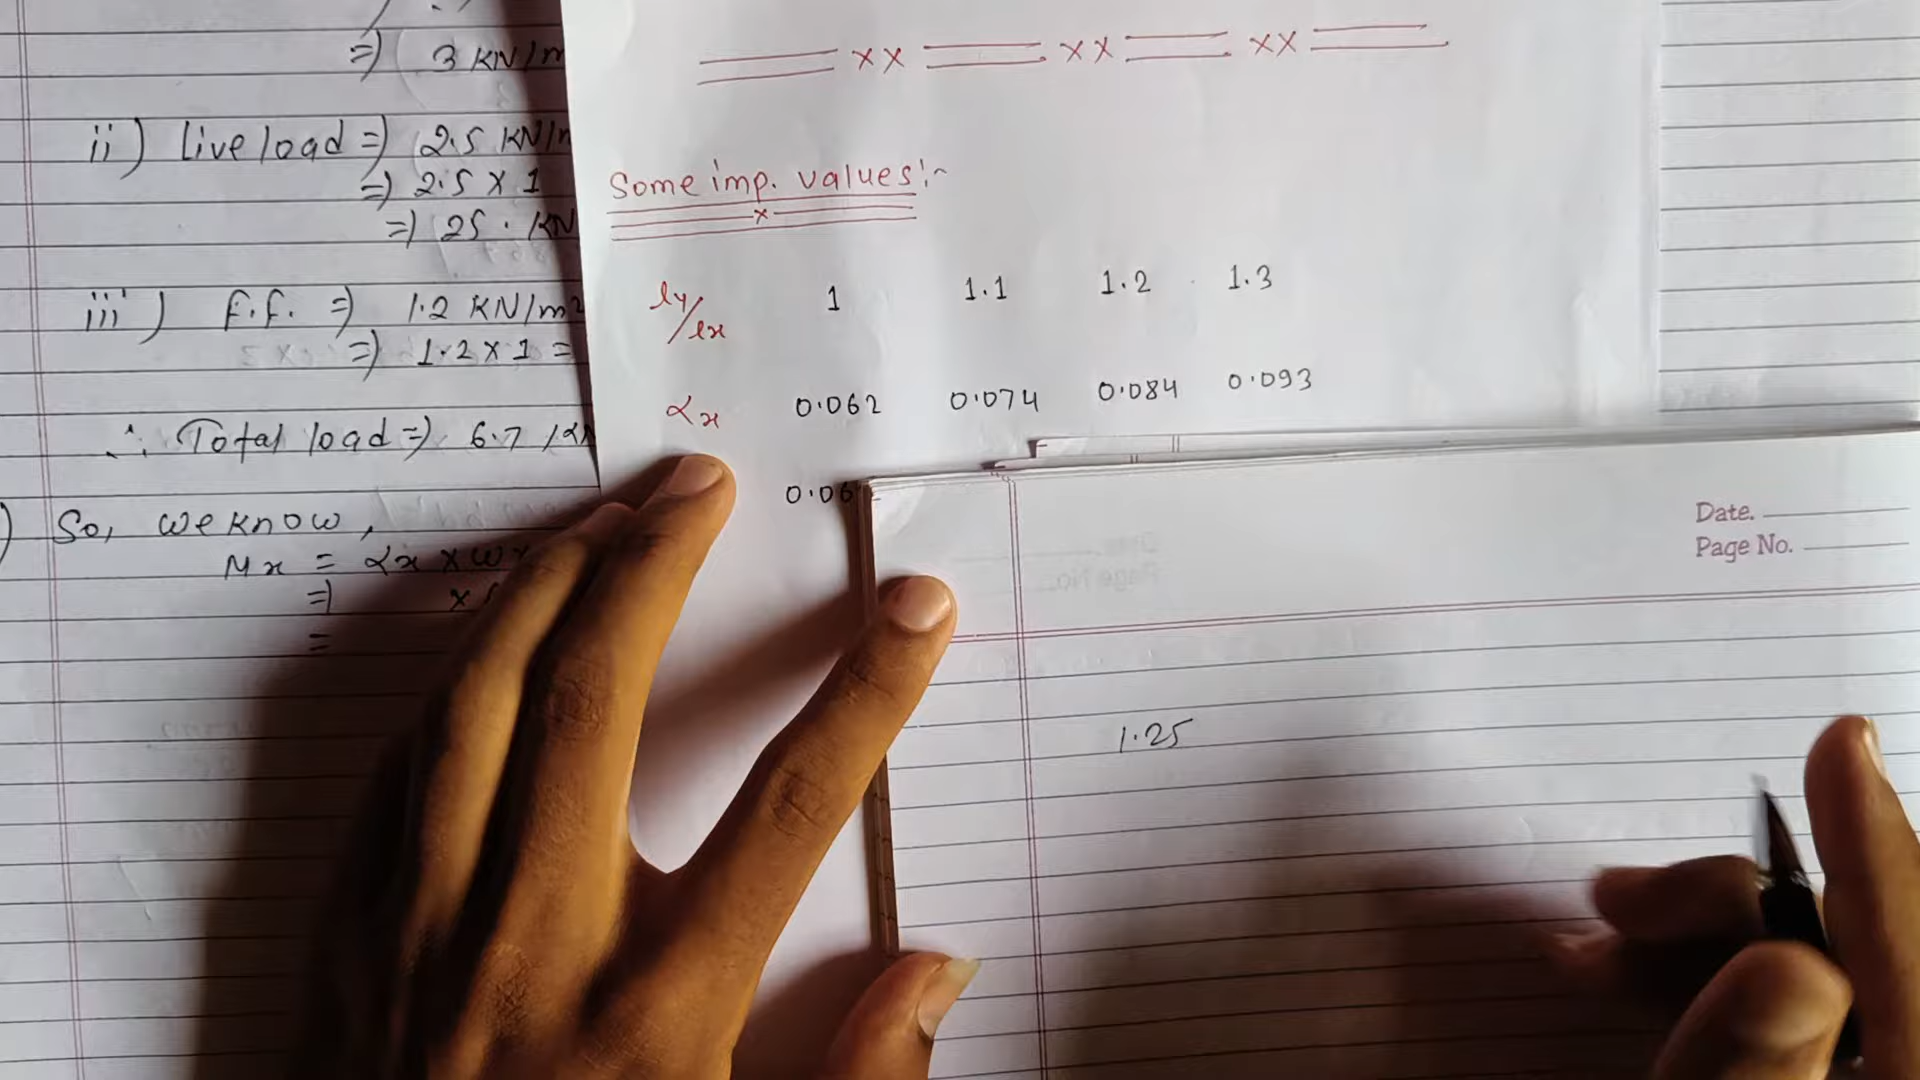 =) 3 KN/m
ii) Live load =) 2.5 KN/m
=) 2.5 x 1
=) 25. KN
iii) F.F. =) 1.2 KN/m²
=) 1.2 x 1 =
∴ Total load =) 6.7
) So, we know,
Mx = αx x w x
=) x
=
xx xx xx
Some imp. values:-
x
ly/lx 1 1.1 1.2 1.3
αx 0.062 0.074 0.084 0.093
0.06
Date.
Page No.
1.25